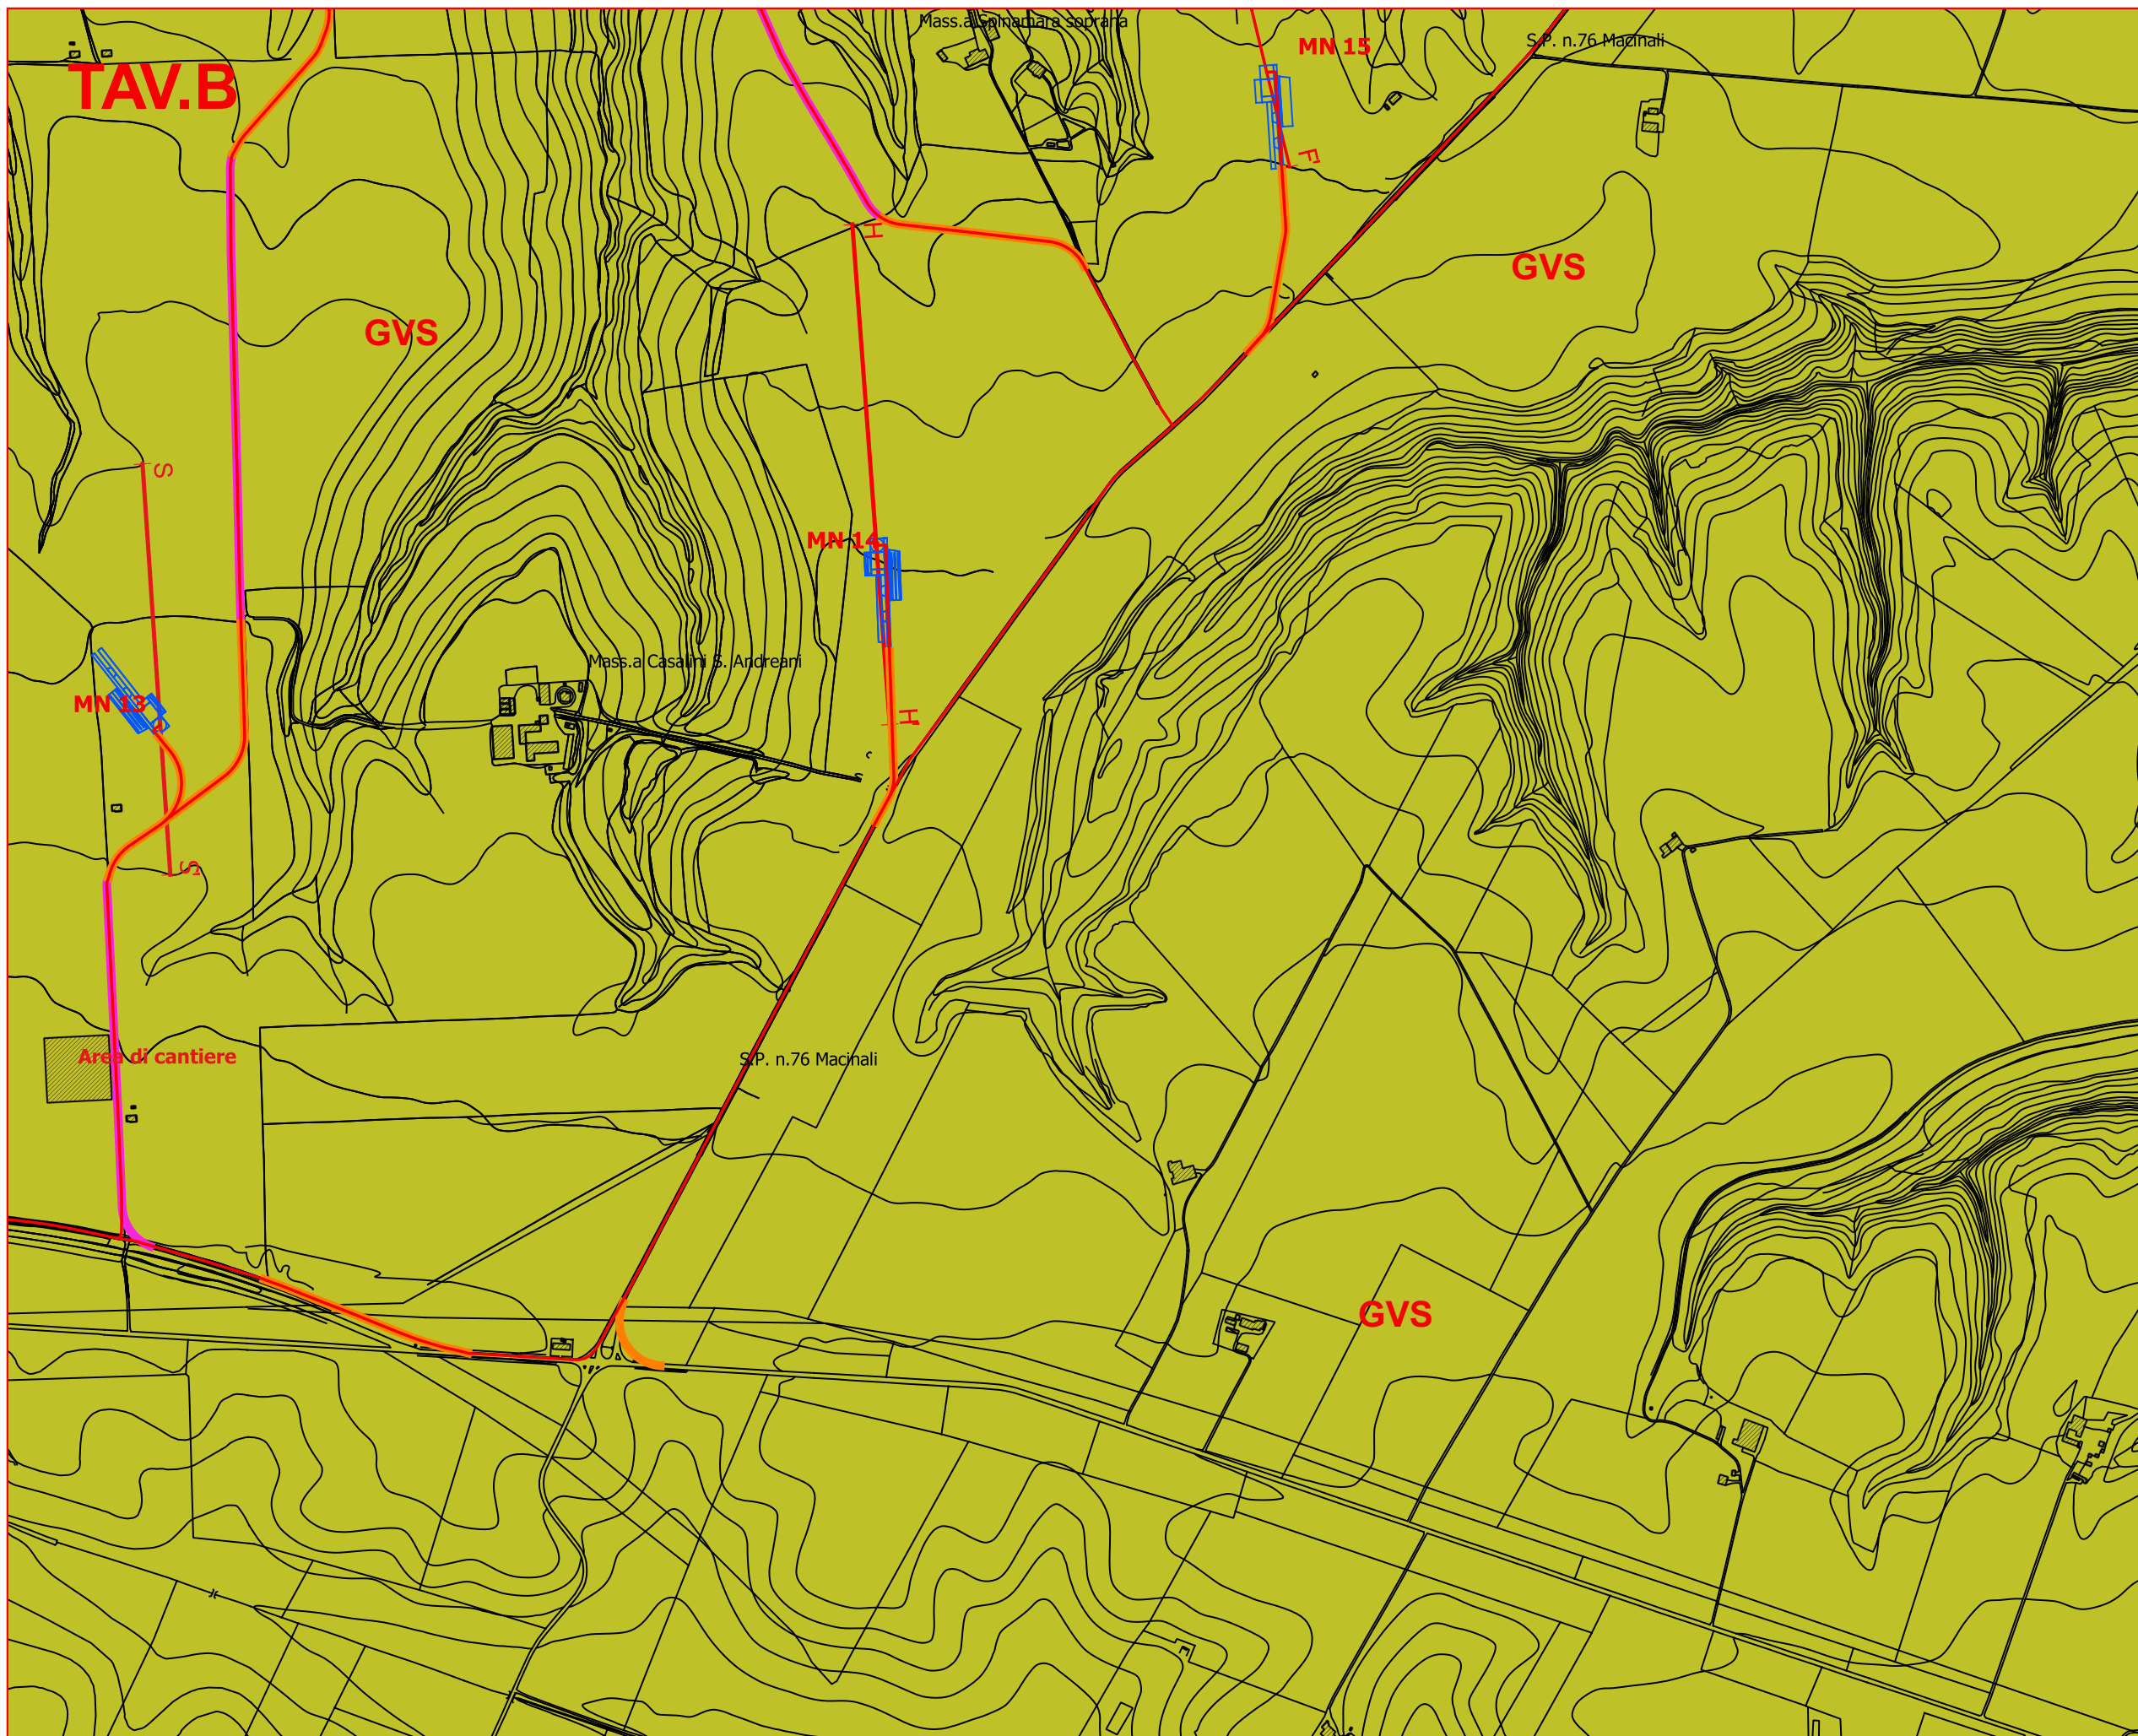 Mass.a Spinamara soprana
MN 15
S.P. n.76 Macinali
TAV.B
F'
H
GVS
GVS
S
MN 14
Mass.a Casalini S. Andreani
MN 13
H'
S'
Area di cantiere
S.P. n.76 Macinali
GVS